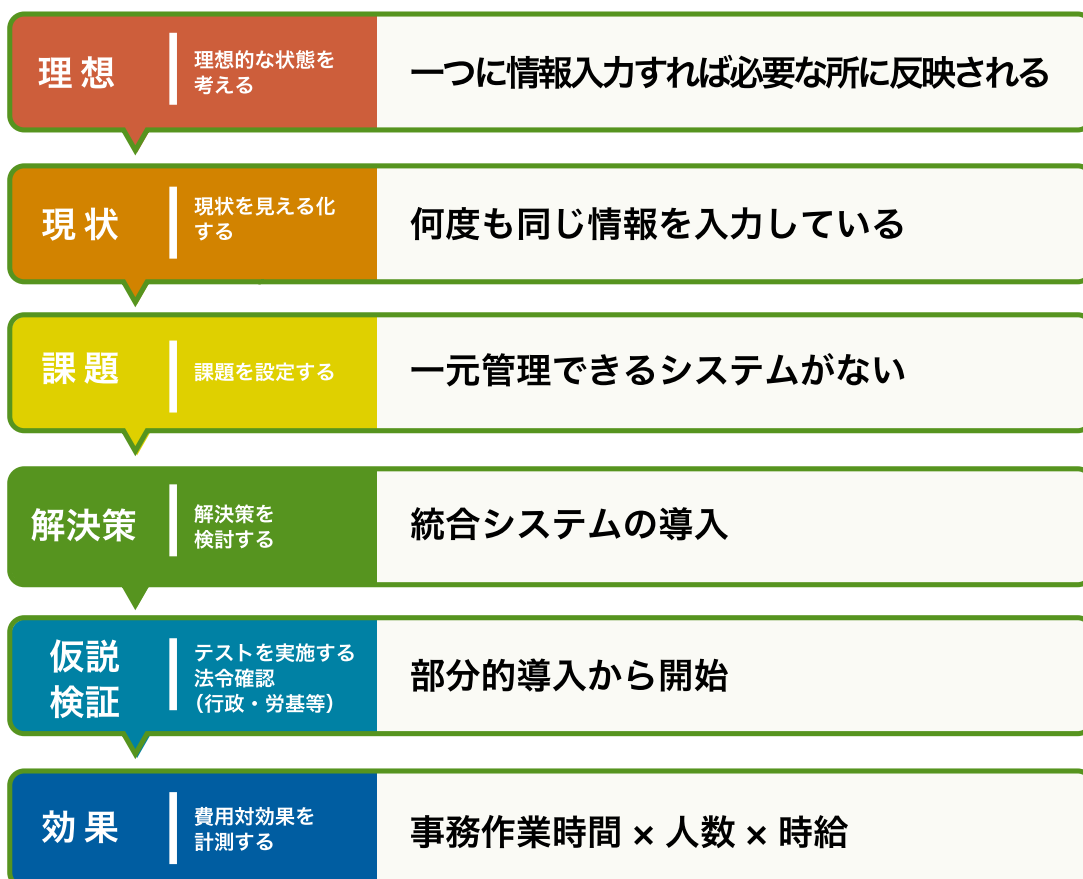 理想
理想的な状態を
考える
一つに情報入力すれば必要な所に反映される
現状
現状を見える化
する
何度も同じ情報を入力している
課題
課題を設定する
一元管理できるシステムがない
解決策
解決策を
検討する
統合システムの導入
仮説
検証
テストを実施する
法令確認
(行政・労基等)
部分的導入から開始
効果
費用対効果を
計測する
事務作業時間 × 人数 × 時給